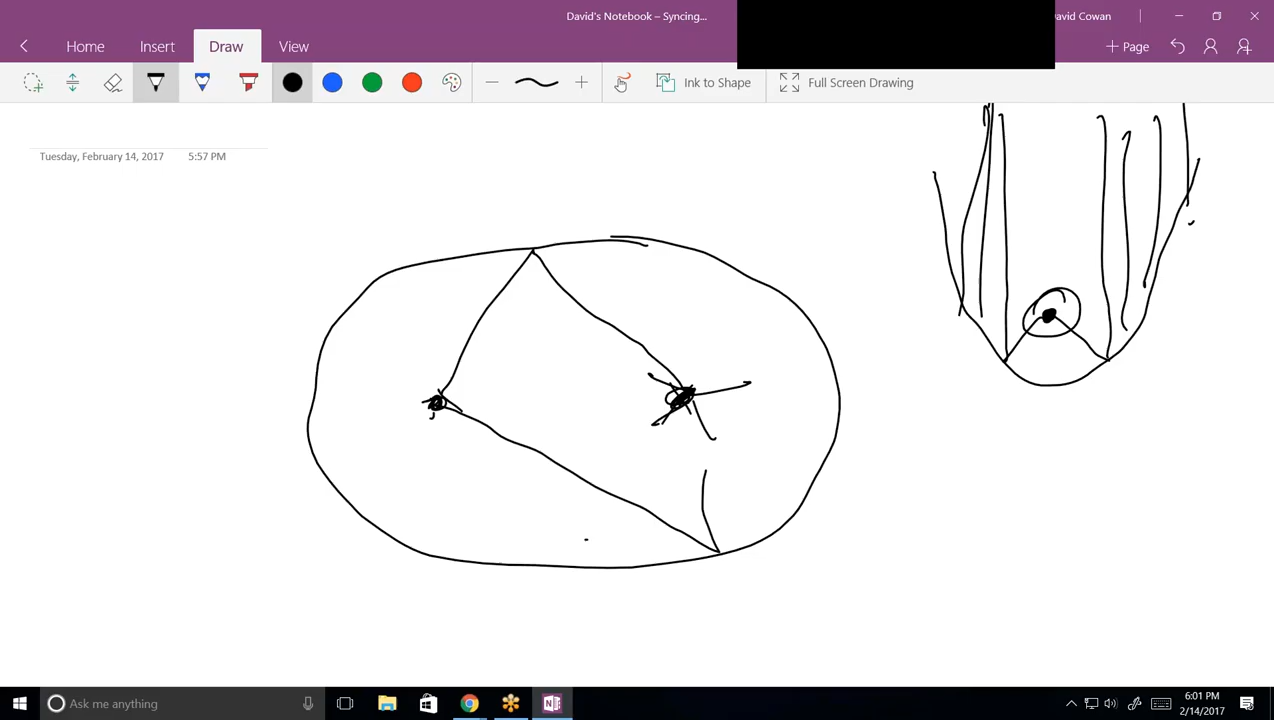 David's Notebook – Syncing...
avid Cowan
Home
Insert
Draw
View
Page
Ink to Shape
Full Screen Drawing
Tuesday, February 14, 2017
5:57 PM
Ask me anything
6:01 PM
2/14/2017